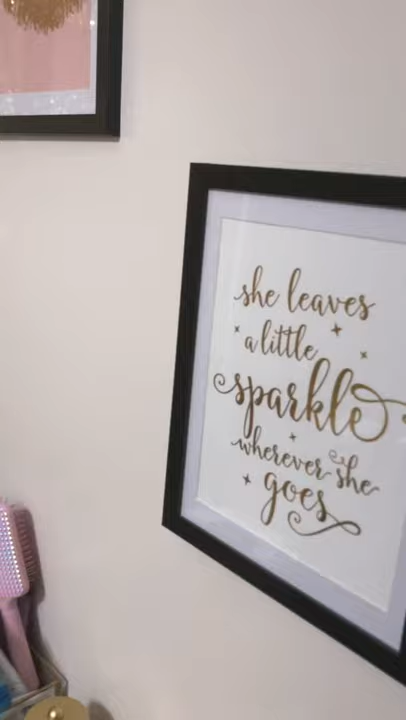 she leaves
a little
sparkle
wherever she
goes